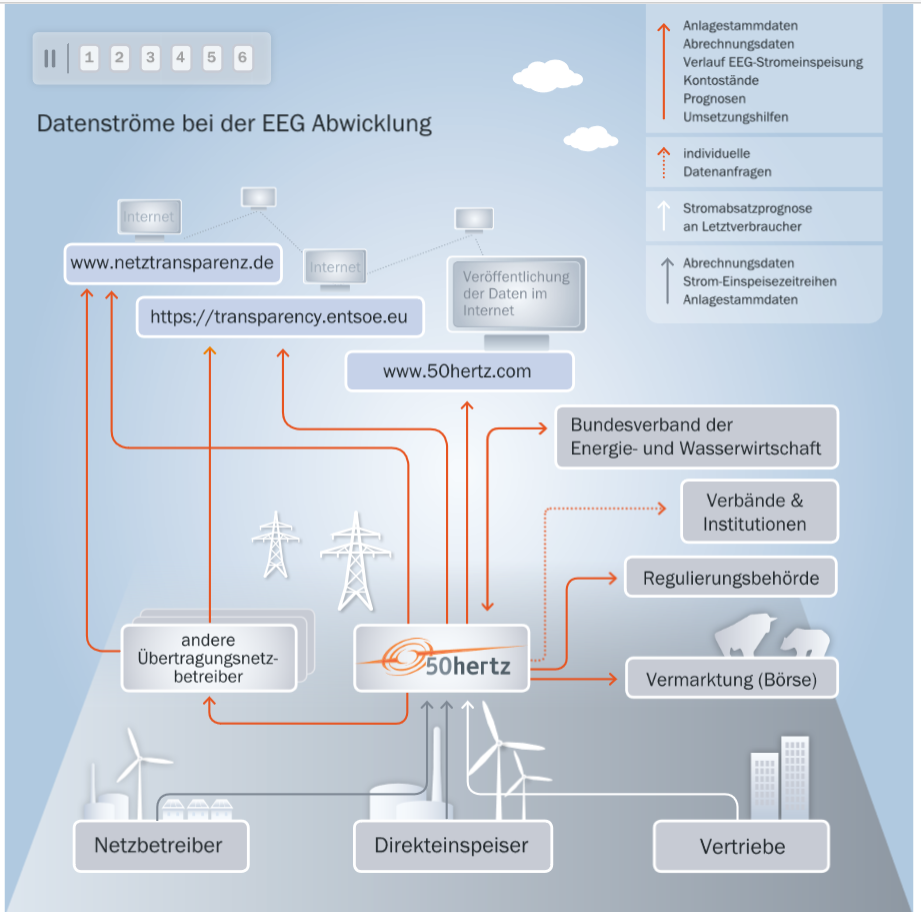 1 2 3 4 5 6
Datenströme bei der EEG Abwicklung
Anlagestammdaten
Abrechnungsdaten
Verlauf EEG-Stromeinspeisung
Kontostände
Prognosen
Umsetzungshilfen
individuelle
Datenanfragen
Stromabsatzprognose
an Letztverbraucher
Abrechnungsdaten
Strom-Einspeisezeitreihen
Anlagestammdaten
Internet
www.netztransparenz.de
Internet
https://transparency.entsoe.eu
Veröffentlichung
der Daten im
Internet
www.50hertz.com
Bundesverband der
Energie- und Wasserwirtschaft
Verbände &
Institutionen
Regulierungsbehörde
Vermarktung (Börse)
andere
Übertragungsnetz-
betreiber
50hertz
Netzbetreiber
Direkteinspeiser
Vertriebe